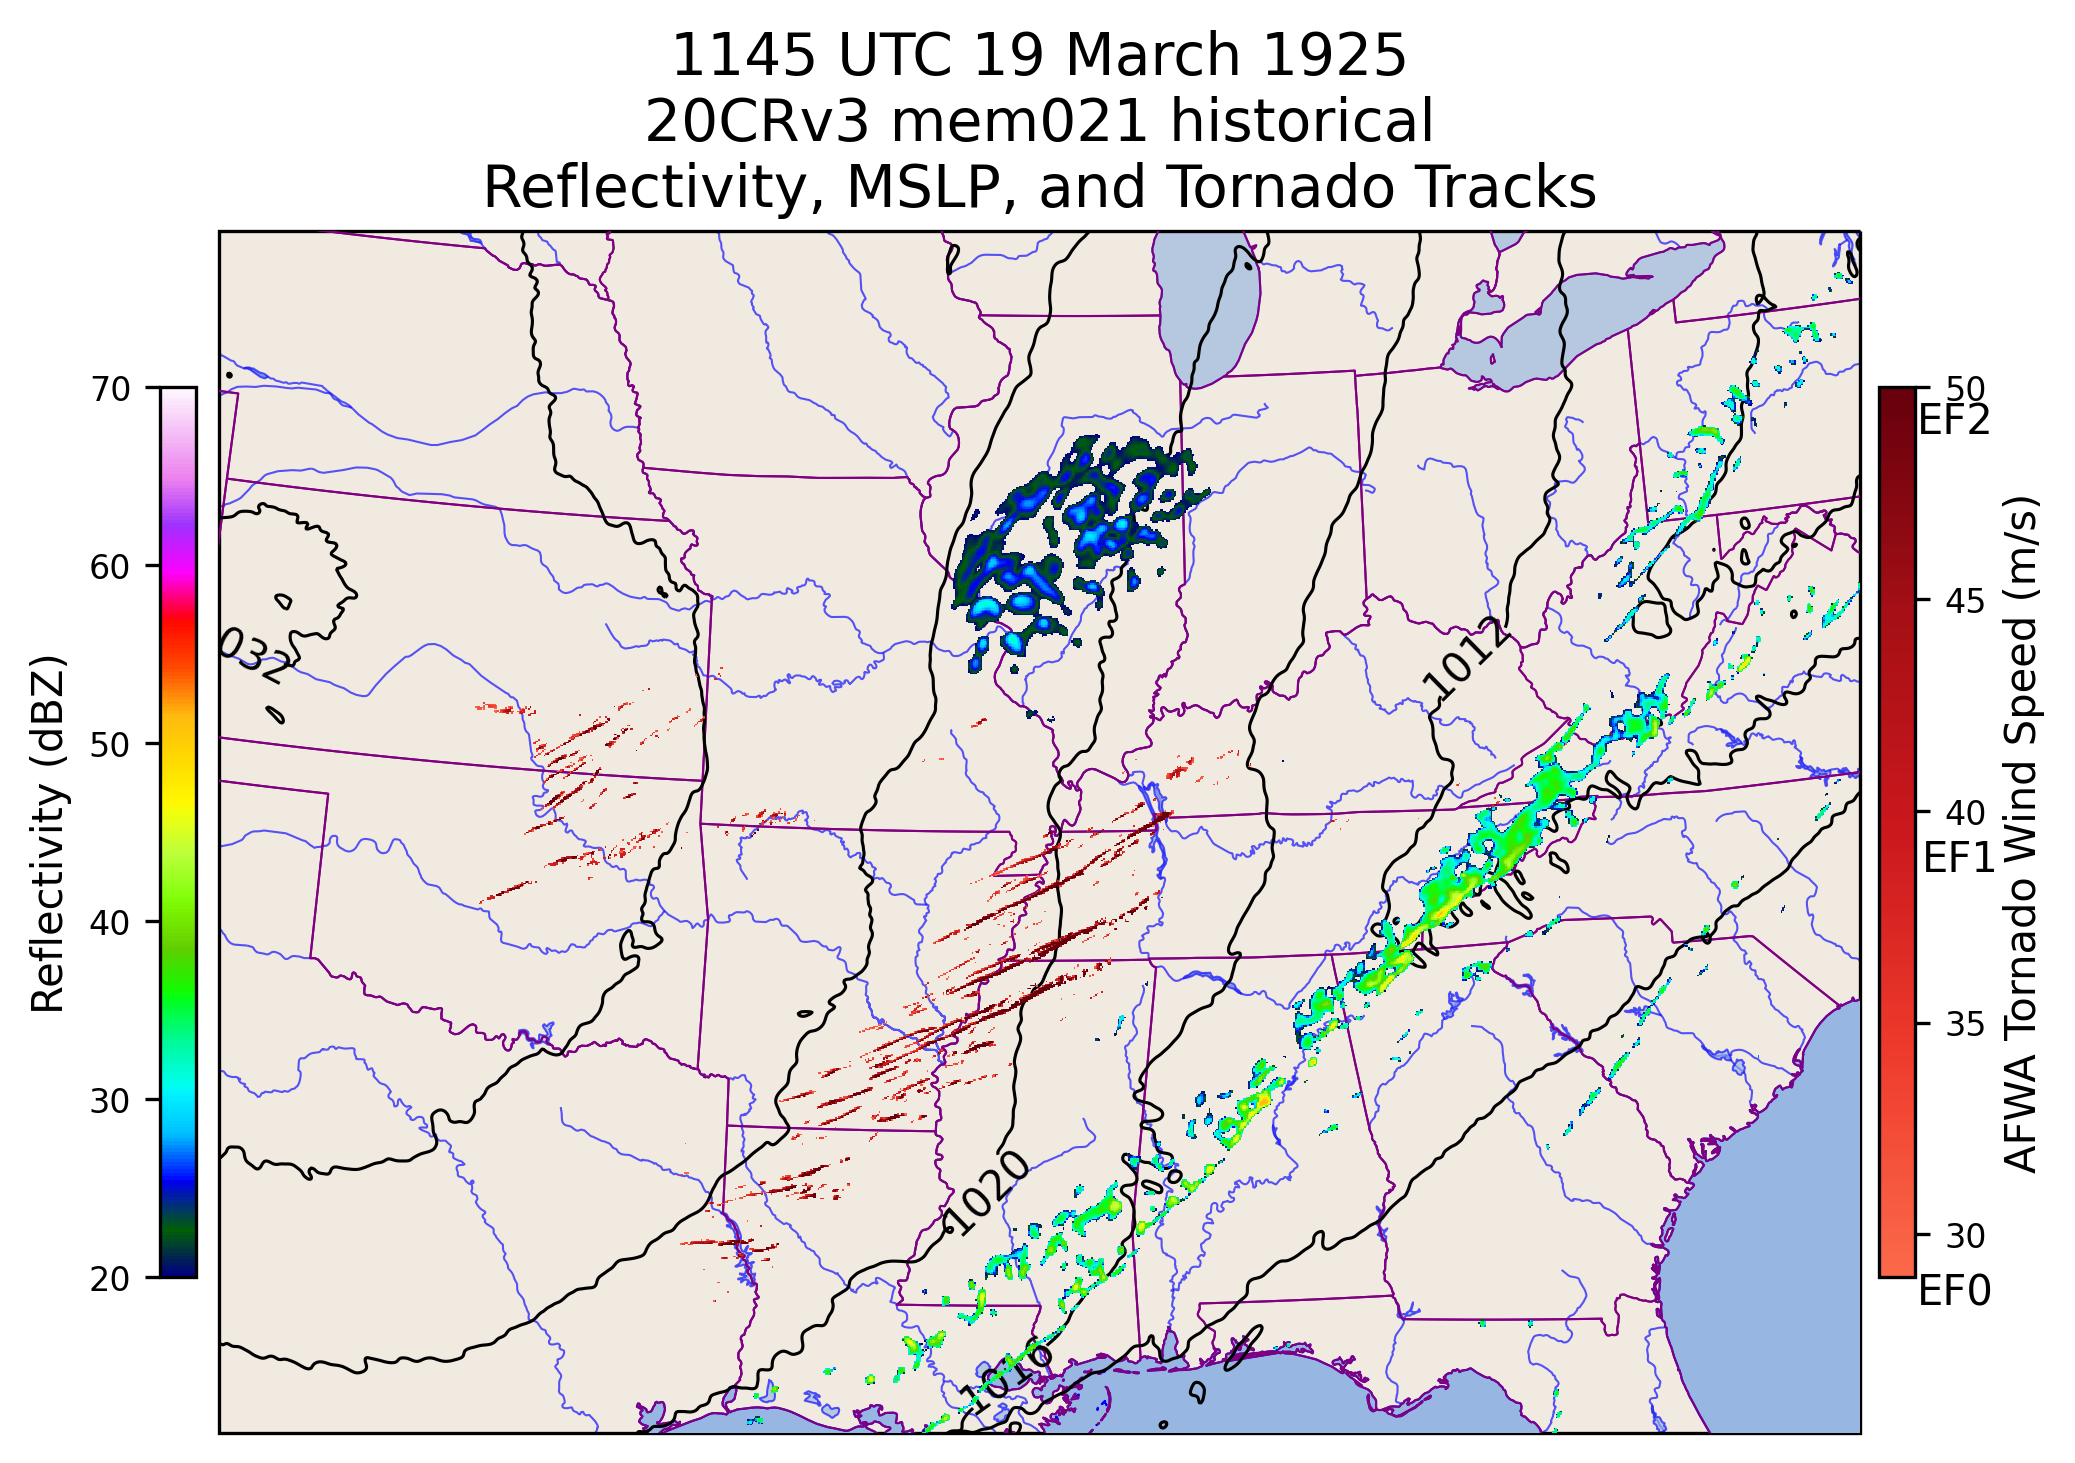 1145 UTC 19 March 1925
20CRv3 mem021 historical
Reflectivity, MSLP, and Tornado Tracks
Reflectivity (dBZ)
70
60
50
40
30
20
032
1012
1020
1016
50
EF2
45
40
EF1
35
30
EF0
AFWA Tornado Wind Speed (m/s)